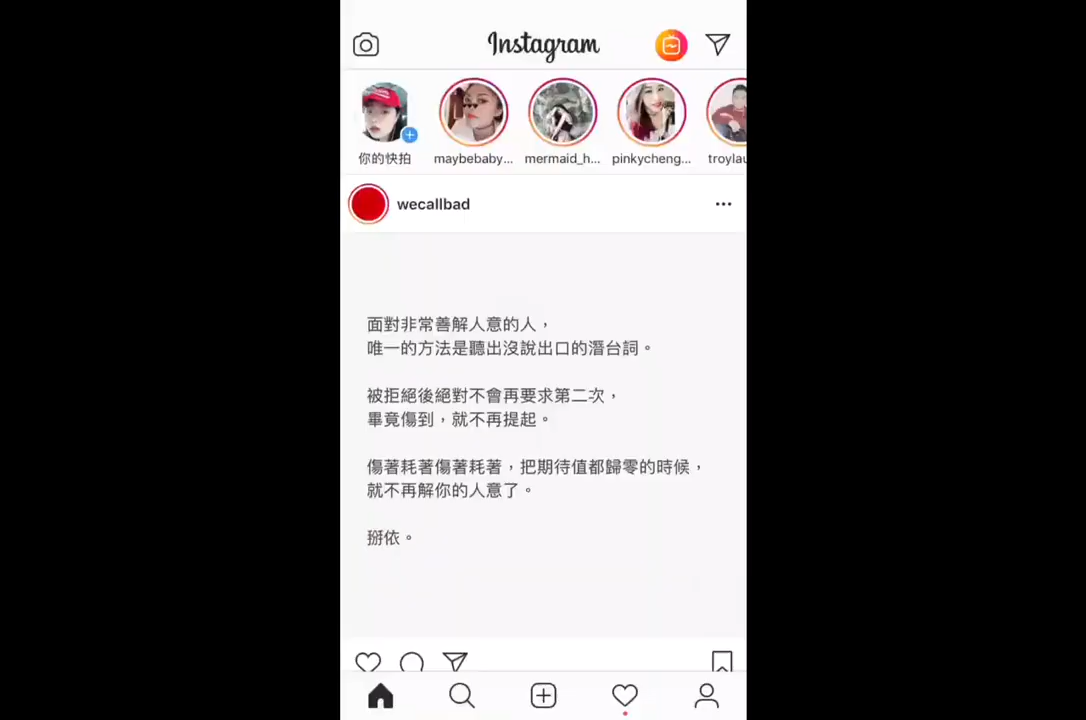 Instagram
你的快拍
maybebaby...
mermaid_h...
pinkycheng...
troylau
wecallbad
面對非常善解人意的人，
唯一的方法是聽出沒說出口的潛台詞。
被拒絕後絕對不會再要求第二次，
畢竟傷到，就不再提起。
傷著耗著傷著耗著，把期待值都歸零的時候，
就不再解你的人意了。
掰依。